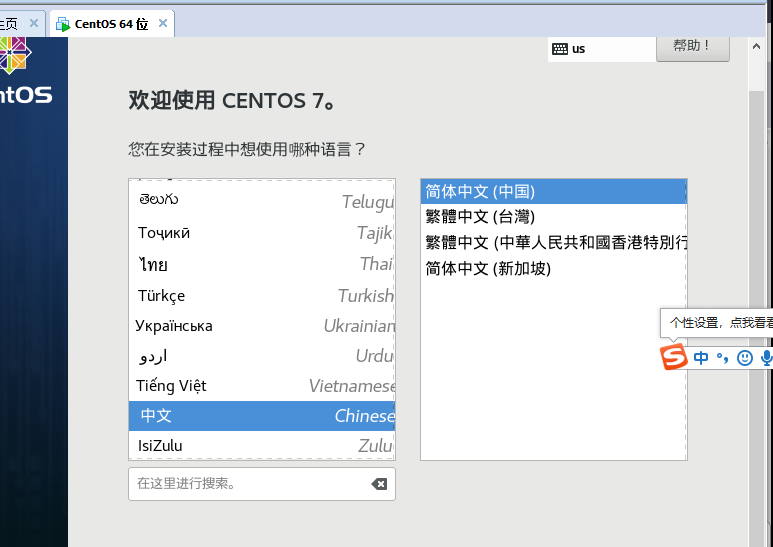 主页
CentOS 64 位
ntOS
us
帮助！
欢迎使用 CENTOS 7。
您在安装过程中想使用哪种语言？
తెలుగు Telugu
Тоҷикӣ Tajik
ไทย Thai
Türkçe Turkish
Українська Ukrainian
اردو Urdu
Tiếng Việt Vietnamese
中文 Chinese
IsiZulu Zulu
在这里进行搜索。
简体中文 (中国)
繁體中文 (台灣)
繁體中文 (中華人民共和國香港特別行
简体中文 (新加坡)
个性设置，点我看看
S 中 °,